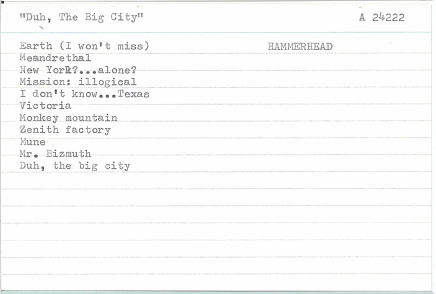 "Duh, The Big City" A 24222
Earth (I won't miss) HAMMERHEAD
Meandrethal
New York?...alone?
Mission: illogical
I don't know...Texas
Victoria
Monkey mountain
Zenith factory
Mune
Mr. Bizmuth
Duh, the big city